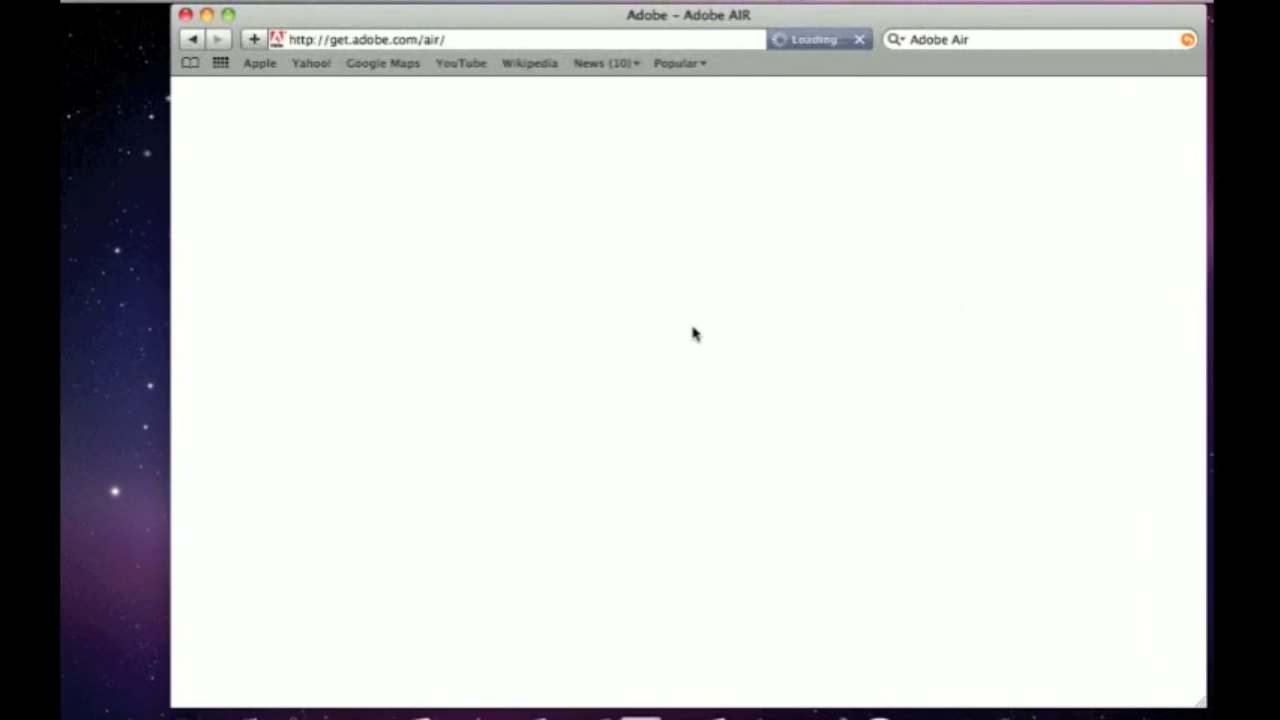 Adobe – Adobe AIR
http://get.adobe.com/air/ Loading Adobe Air
Apple Yahoo! Google Maps YouTube Wikipedia News (10) Popular